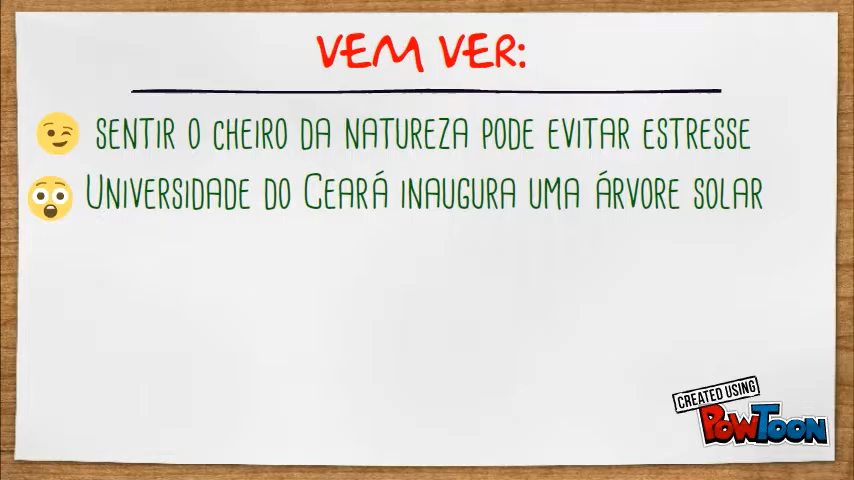 VEM VER:
SENTIR O CHEIRO DA NATUREZA PODE EVITAR ESTRESSE
UNIVERSIDADE DO CEARÁ INAUGURA UMA ÁRVORE SOLAR
CREATED USING
POWTOON